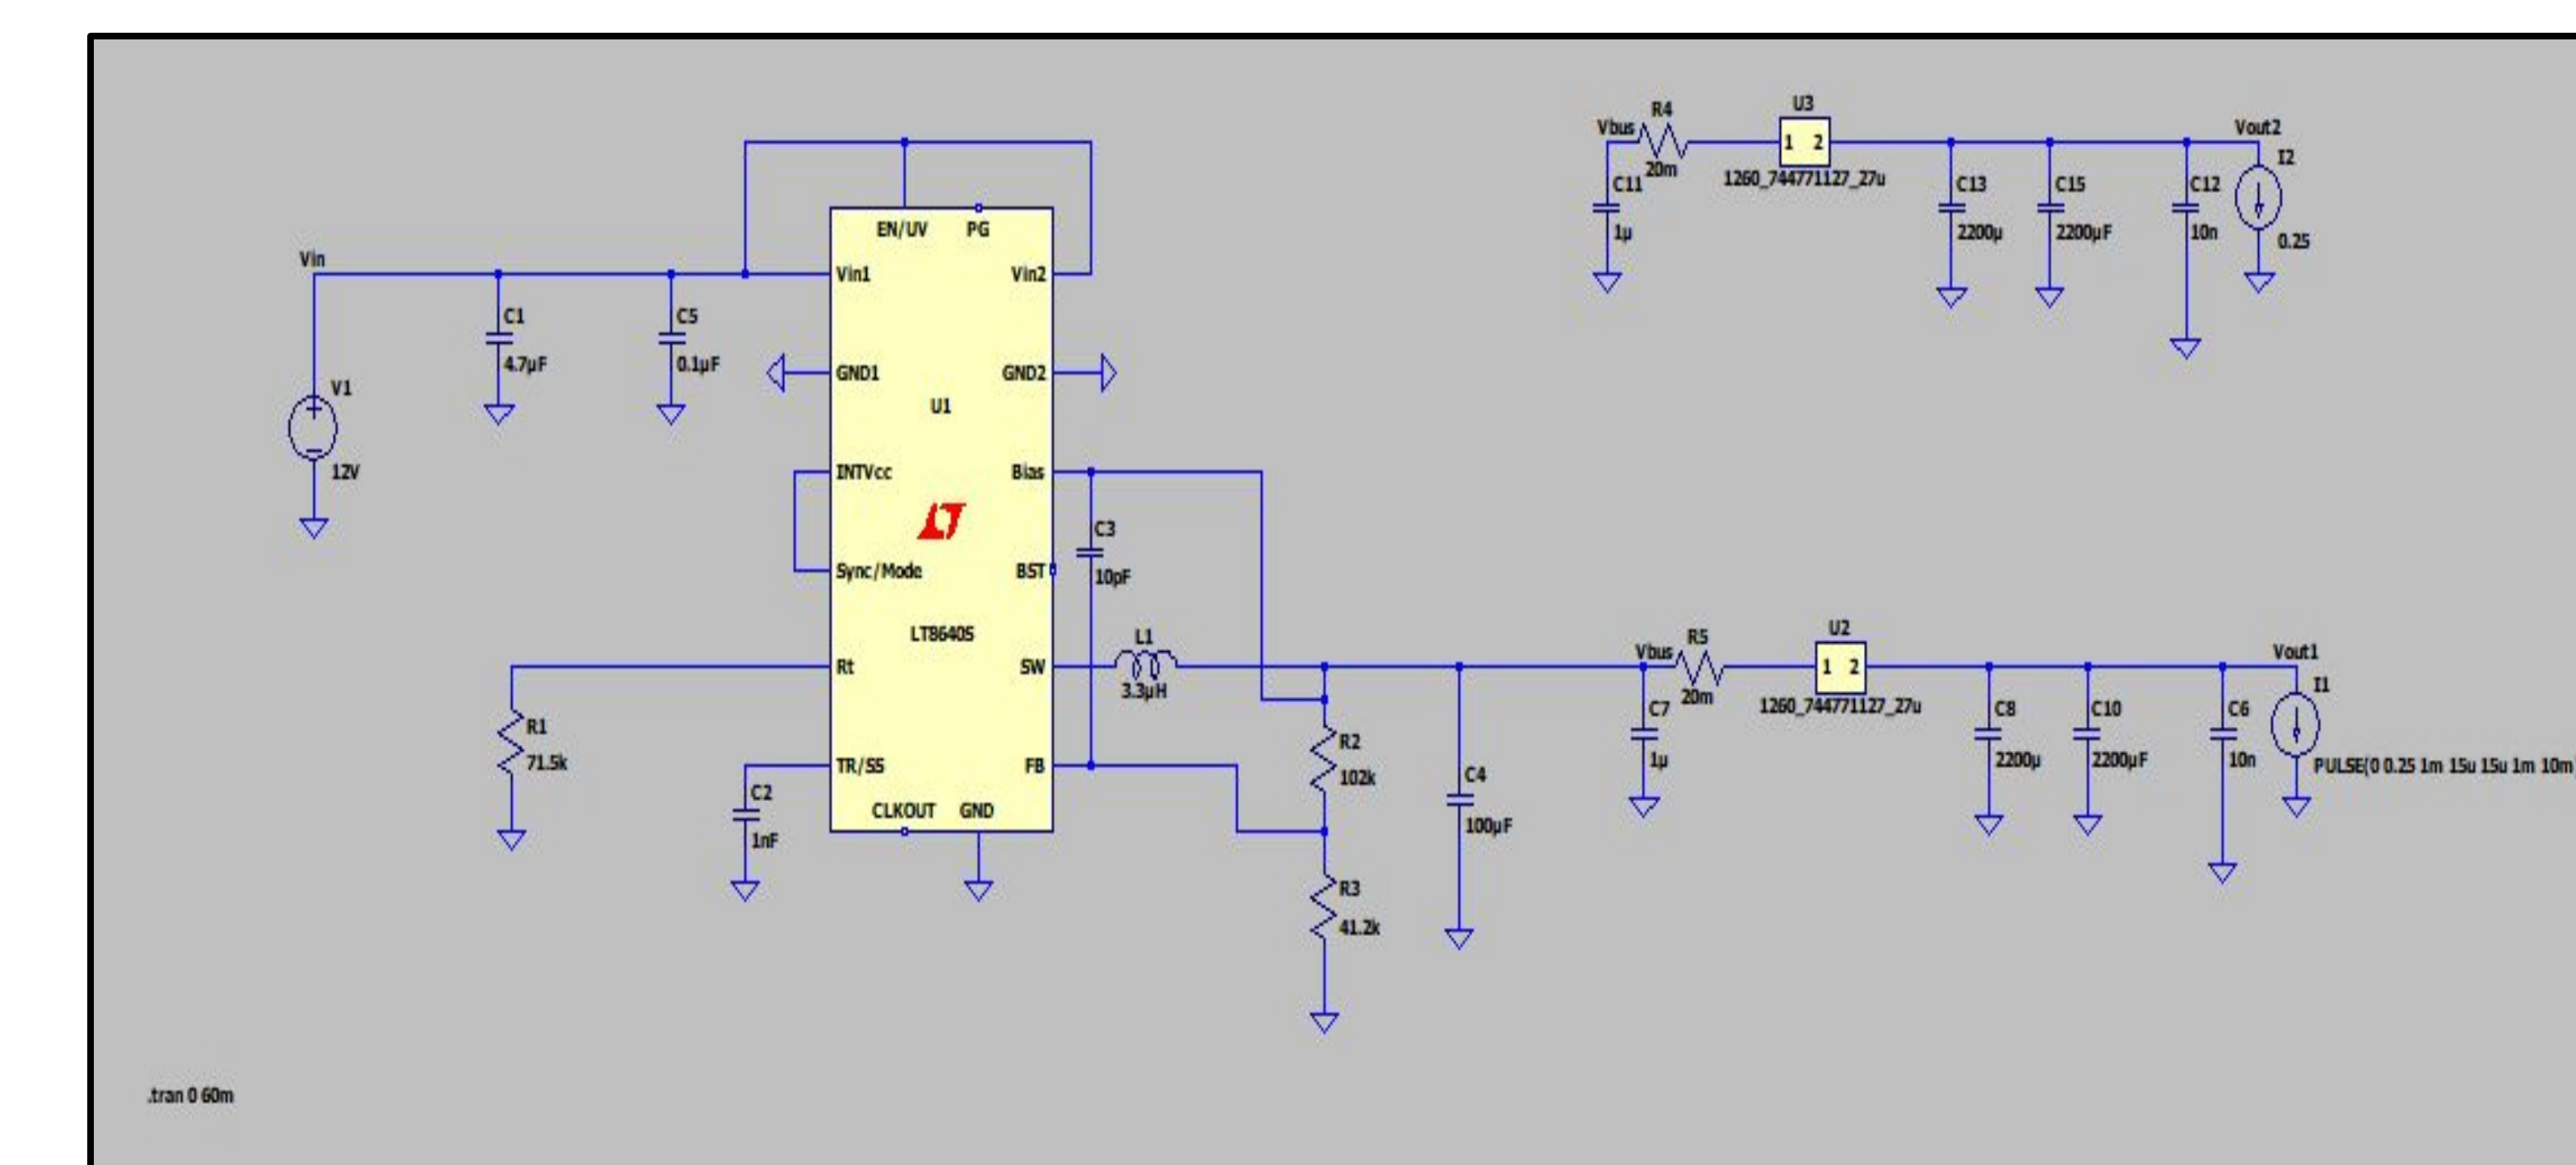 Vin
V1
12V
C1
4.7µF
C5
0.1µF
EN/UV
PG
Vin1
Vin2
GND1
GND2
U1
INTVcc
Bias
Sync/Mode
BST
LT8640S
Rt
SW
TR/SS
FB
CLKOUT
GND
R1
71.5k
C2
1nF
C3
10pF
L1
3.3µH
R2
102k
R3
41.2k
C4
100µF
Vbus
R4
20m
C11
1µ
U3
1 2
1260_744771127_27u
C13
2200µ
C15
2200µF
C12
10n
Vout2
I2
0.25
Vbus
R5
20m
C7
1µ
U2
1 2
1260_744771127_27u
C8
2200µ
C10
2200µF
C6
10n
Vout1
I1
PULSE(0 0.25 1m 15u 15u 1m 10m
.tran 0 60m